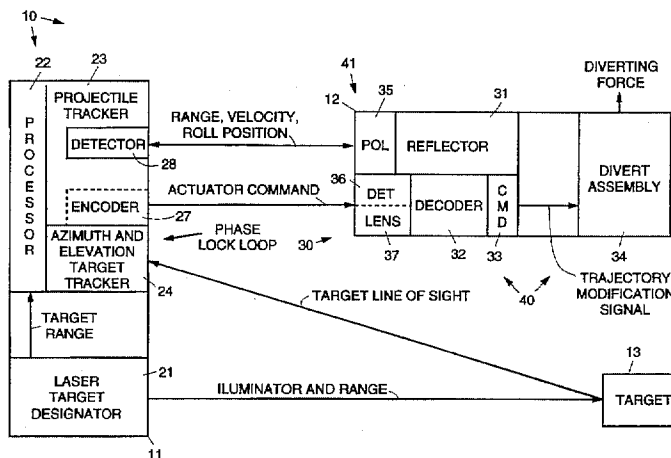 10
22
23
PROCESSOR
PROJECTILE
TRACKER
DETECTOR
28
ENCODER
27
AZIMUTH AND
ELEVATION
TARGET
TRACKER
24
TARGET
RANGE
21
LASER
TARGET
DESIGNATOR
11
RANGE, VELOCITY,
ROLL POSITION
ACTUATOR
COMMAND
PHASE
LOCK LOOP
TARGET LINE OF SIGHT
ILUMINATOR AND RANGE
41
12
35
31
POL
REFLECTOR
36
DET
LENS
DECODER
CMD
30
37
32
33
40
DIVERTING
FORCE
DIVERT
ASSEMBLY
34
TRAJECTORY
MODIFICATION
SIGNAL
13
TARGET